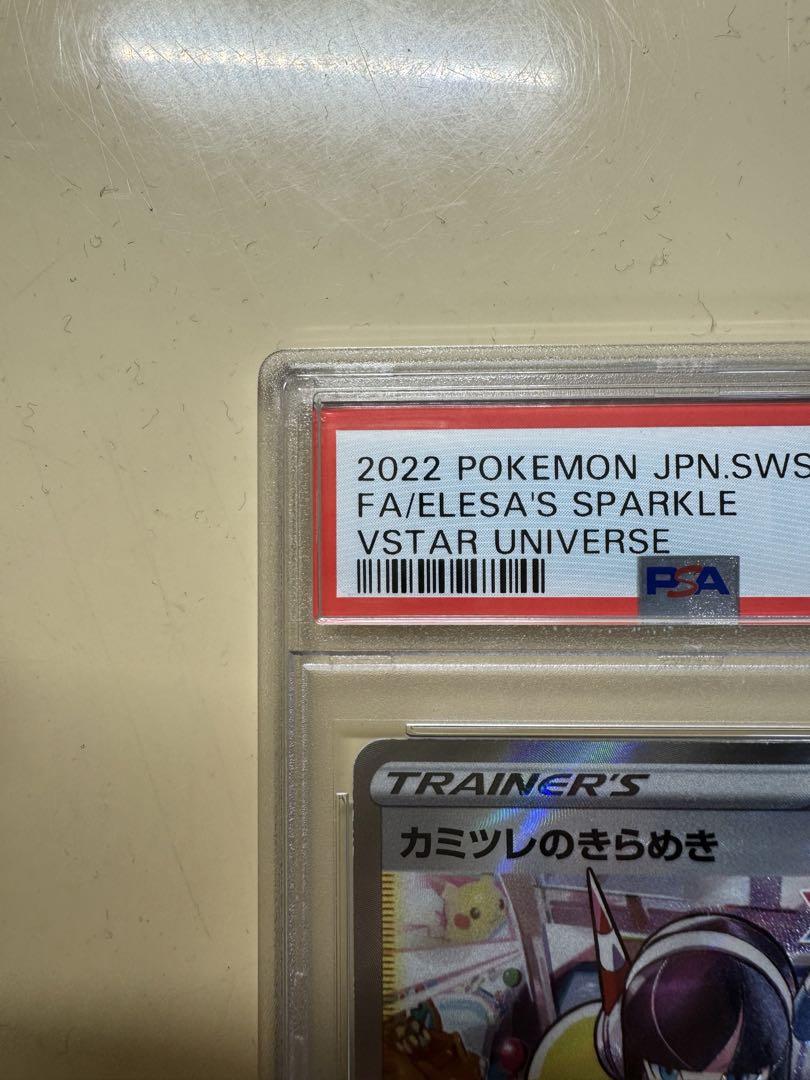 2022 POKEMON JPN.SWS
FA/ELESA'S SPARKLE
VSTAR UNIVERSE
PSA
TRAINER'S
カミツレのきらめき